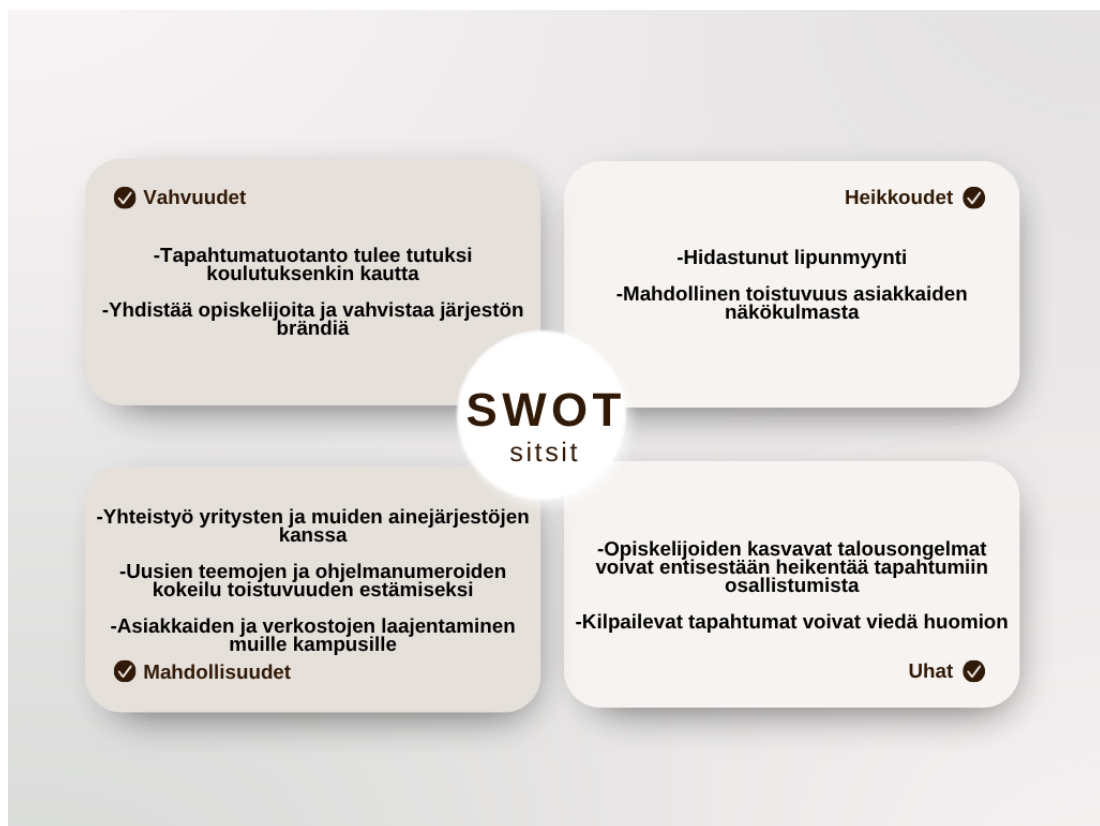 Vahvuudet
-Tapahtumatuotanto tulee tutuksi
koulutuksenkin kautta
-Yhdistää opiskelijoita ja vahvistaa järjestön
brändiä
Heikkoudet
-Hidastunut lipunmyynti
-Mahdollinen toistuvuus asiakkaiden
näkökulmasta
SWOT
sitsit
-Yhteistyö yritysten ja muiden ainejärjestöjen
kanssa
-Uusien teemojen ja ohjelmanumeroiden
kokeilu toistuvuuden estämiseksi
-Asiakkaiden ja verkostojen laajentaminen
muille kampusille
Mahdollisuudet
-Opiskelijoiden kasvavat talousongelmat
voivat entisestään heikentää tapahtumiin
osallistumista
-Kilpailevat tapahtumat voivat viedä huomion
Uhat